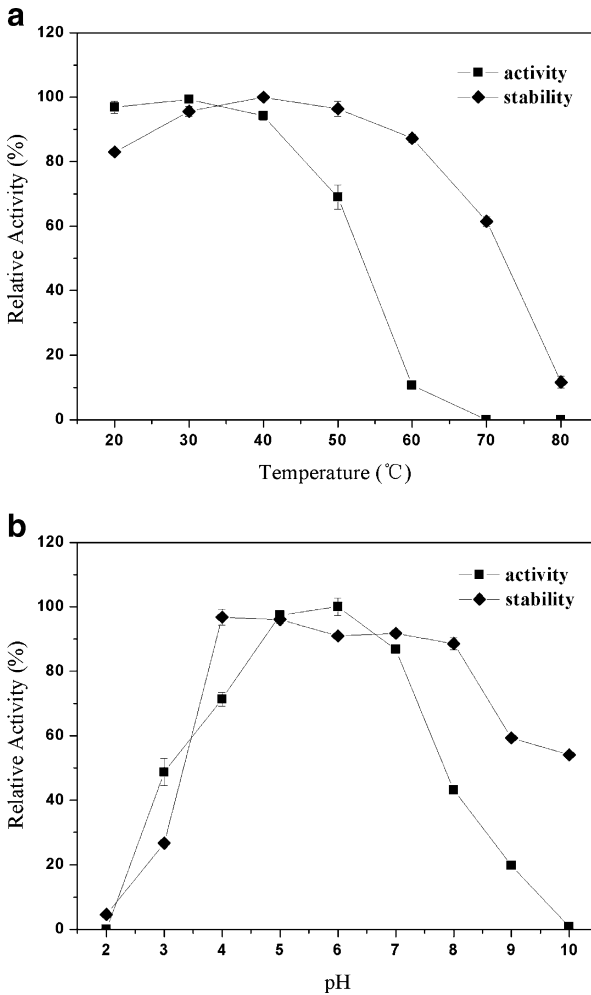 a
120
100
80
60
40
20
0
Relative Activity (%)
activity
stability
20 30 40 50 60 70 80
Temperature (℃)
b
120
100
80
60
40
20
0
Relative Activity (%)
activity
stability
2 3 4 5 6 7 8 9 10
pH